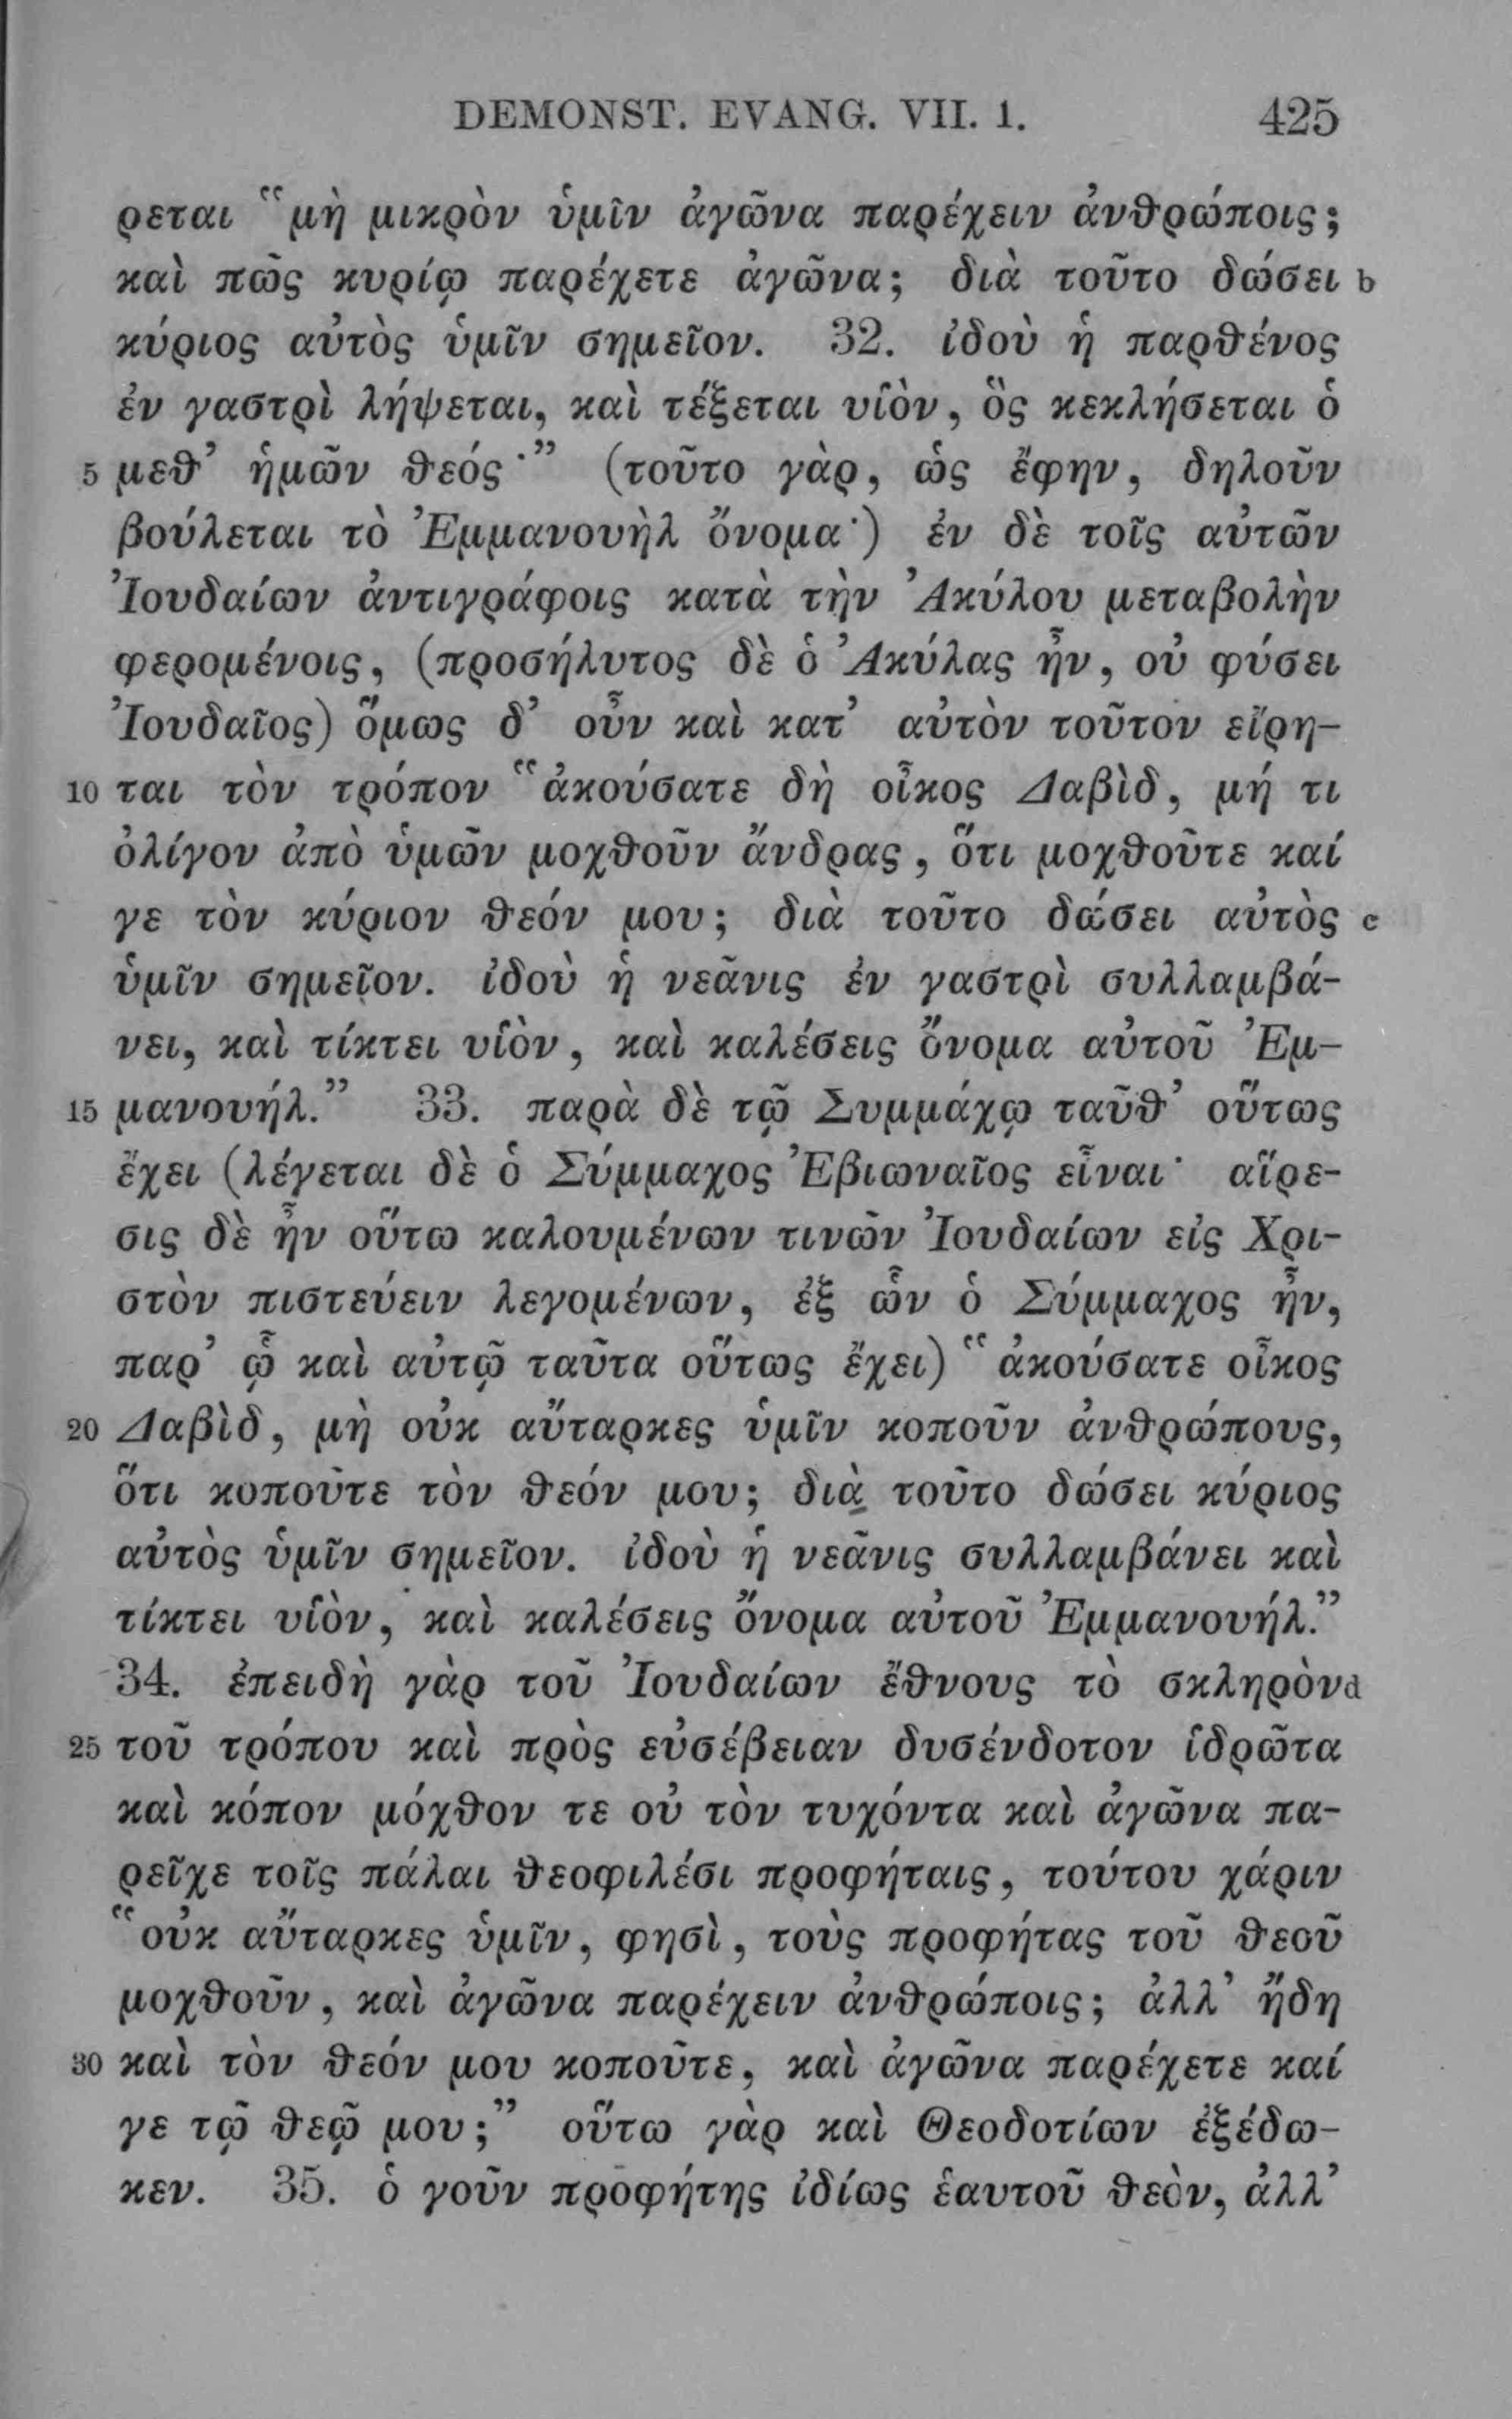 DEMONST. EVANG. VII. 1. 425
ρεται “μὴ μικρὸν ὑμῖν ἀγῶνα παρέχειν ἀνθρώποις;
καὶ πῶς κυρίῳ παρέχετε ἀγῶνα; διὰ τοῦτο δώσει b
κύριος αὐτὸς ὑμῖν σημεῖον. 32. ἰδοὺ ἡ παρθένος
ἐν γαστρὶ λήψεται, καὶ τέξεται υἱὸν, ὃς κεκλήσεται ὁ
5 μεθ’ ἡμῶν θεός·” (τοῦτο γὰρ, ὡς ἔφην, δηλοῦν
βούλεται τὸ Ἐμμανουὴλ ὄνομα·) ἐν δὲ τοῖς αὐτῶν
Ἰουδαίων ἀντιγράφοις κατὰ τὴν Ἀκύλου μεταβολὴν
φερομένοις, (προσήλυτος δὲ ὁ Ἀκύλας ἦν, οὐ φύσει
Ἰουδαῖος) ὅμως δ’ οὖν καὶ κατ’ αὐτὸν τοῦτον εἴρη-
10 ται τὸν τρόπον “ἀκούσατε δὴ οἶκος Δαβὶδ, μή τι
ὀλίγον ἀπὸ ὑμῶν μοχθοῦν ἄνδρας, ὅτι μοχθοῦτε καί
γε τὸν κύριον θεόν μου; διὰ τοῦτο δώσει αὐτὸς c
ὑμῖν σημεῖον. ἰδοὺ ἡ νεᾶνις ἐν γαστρὶ συλλαμβά-
νει, καὶ τίκτει υἱὸν, καὶ καλέσεις ὄνομα αὐτοῦ Ἐμ-
15 μανουήλ.” 33. παρὰ δὲ τῷ Συμμάχῳ ταῦθ’ οὕτως
ἔχει (λέγεται δὲ ὁ Σύμμαχος Ἐβιωναῖος εἶναι· αἵρε-
σις δὲ ἦν οὕτω καλουμένων τινῶν Ἰουδαίων εἰς Χρι-
στὸν πιστεύειν λεγομένων, ἐξ ὧν ὁ Σύμμαχος ἦν,
παρ’ ᾧ καὶ αὐτῷ ταῦτα οὕτως ἔχει) “ἀκούσατε οἶκος
20 Δαβὶδ, μὴ οὐκ αὔταρκες ὑμῖν κοποῦν ἀνθρώπους,
ὅτι κοποῦτε τὸν θεόν μου; διὰ τοῦτο δώσει κύριος
αὐτὸς ὑμῖν σημεῖον. ἰδοὺ ἡ νεᾶνις συλλαμβάνει καὶ
τίκτει υἱὸν, καὶ καλέσεις ὄνομα αὐτοῦ Ἐμμανουήλ.”
34. ἐπειδὴ γὰρ τοῦ Ἰουδαίων ἔθνους τὸ σκληρὸν d
25 τοῦ τρόπου καὶ πρὸς εὐσέβειαν δυσένδοτον ἱδρῶτα
καὶ κόπον μόχθον τε οὐ τὸν τυχόντα καὶ ἀγῶνα πα-
ρεῖχε τοῖς πάλαι θεοφιλέσι προφήταις, τούτου χάριν
“οὐκ αὔταρκες ὑμῖν, φησὶ, τοὺς προφήτας τοῦ θεοῦ
μοχθοῦν, καὶ ἀγῶνα παρέχειν ἀνθρώποις; ἀλλ’ ἤδη
30 καὶ τὸν θεόν μου κοποῦτε, καὶ ἀγῶνα παρέχετε καί
γε τῷ θεῷ μου;” οὕτω γὰρ καὶ Θεοδοτίων ἐξέδω-
κεν. 35. ὁ γοῦν προφήτης ἰδίως ἑαυτοῦ θεὸν, ἀλλ’